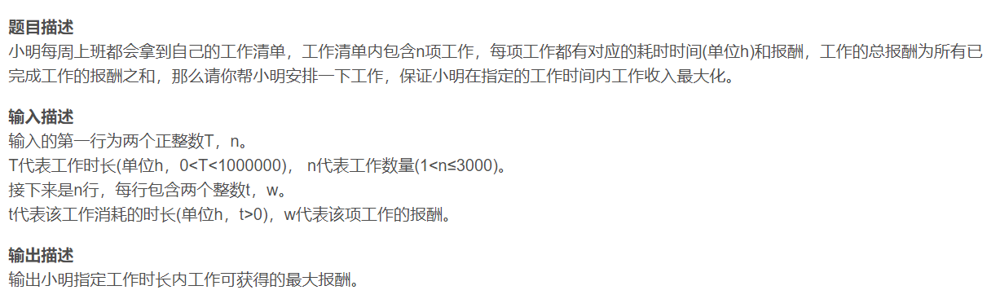 题目描述
小明每周上班都会拿到自己的工作清单，工作清单内包含n项工作，每项工作都有对应的耗时时间(单位h)和报酬，工作的总报酬为所有已
完成工作的报酬之和，那么请你帮小明安排一下工作，保证小明在指定的工作时间内工作收入最大化。
输入描述
输入的第一行为两个正整数T，n。
T代表工作时长(单位h，0<T<1000000)， n代表工作数量(1<n≤3000)。
接下来是n行，每行包含两个整数t，w。
t代表该工作消耗的时长(单位h，t>0)，w代表该项工作的报酬。
输出描述
输出小明指定工作时长内工作可获得的最大报酬。